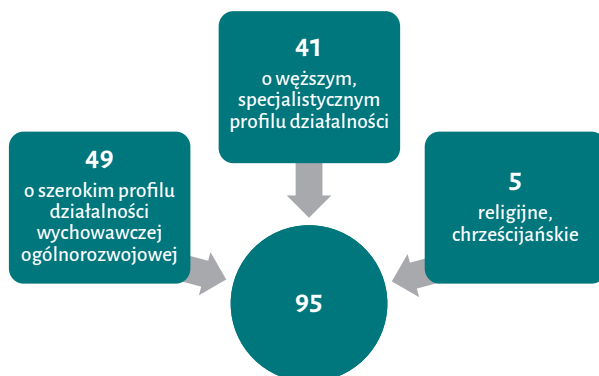 41
o węższym,
specjalistycznym
profilu działalności
49
o szerokim profilu
działalności
wychowawczej
ogólnorozwojowej
5
religijne,
chrześcijańskie
95